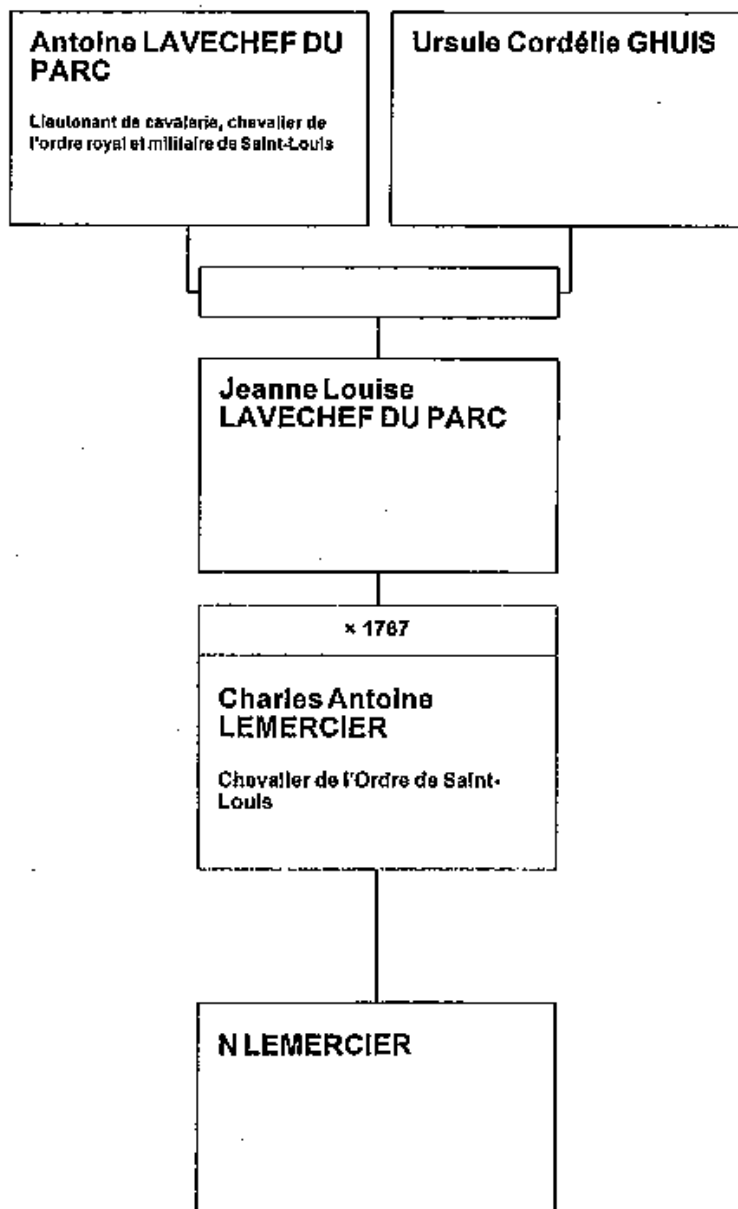 Antoine LAVECHEF DU
PARC
Lieutenant de cavalerie, chevalier de
l'ordre royal et militaire de Saint-Louis
Ursule Cordélie GHUIS
Jeanne Louise
LAVECHEF DU PARC
× 1767
Charles Antoine
LEMERCIER
Chevalier de l'Ordre de Saint-
Louis
N LEMERCIER